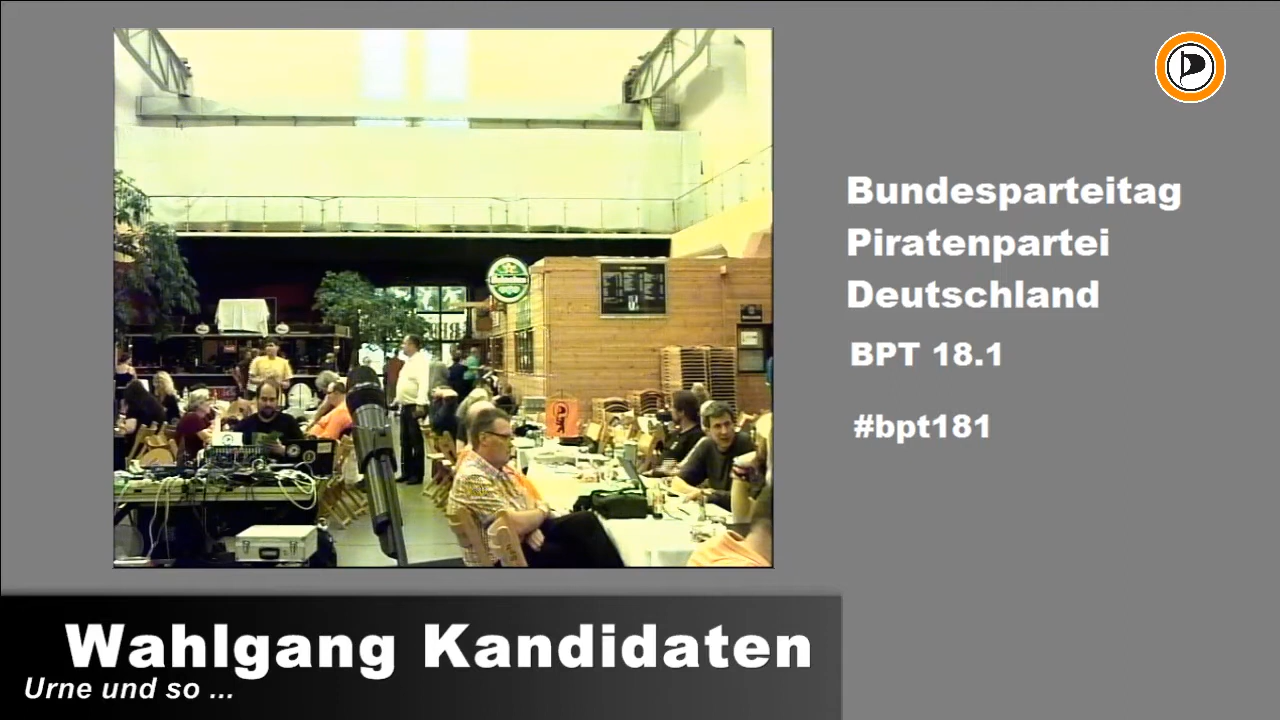 Bundesparteitag
Piratenpartei
Deutschland
BPT 18.1
#bpt181
Wahlgang Kandidaten
Urne und so ...